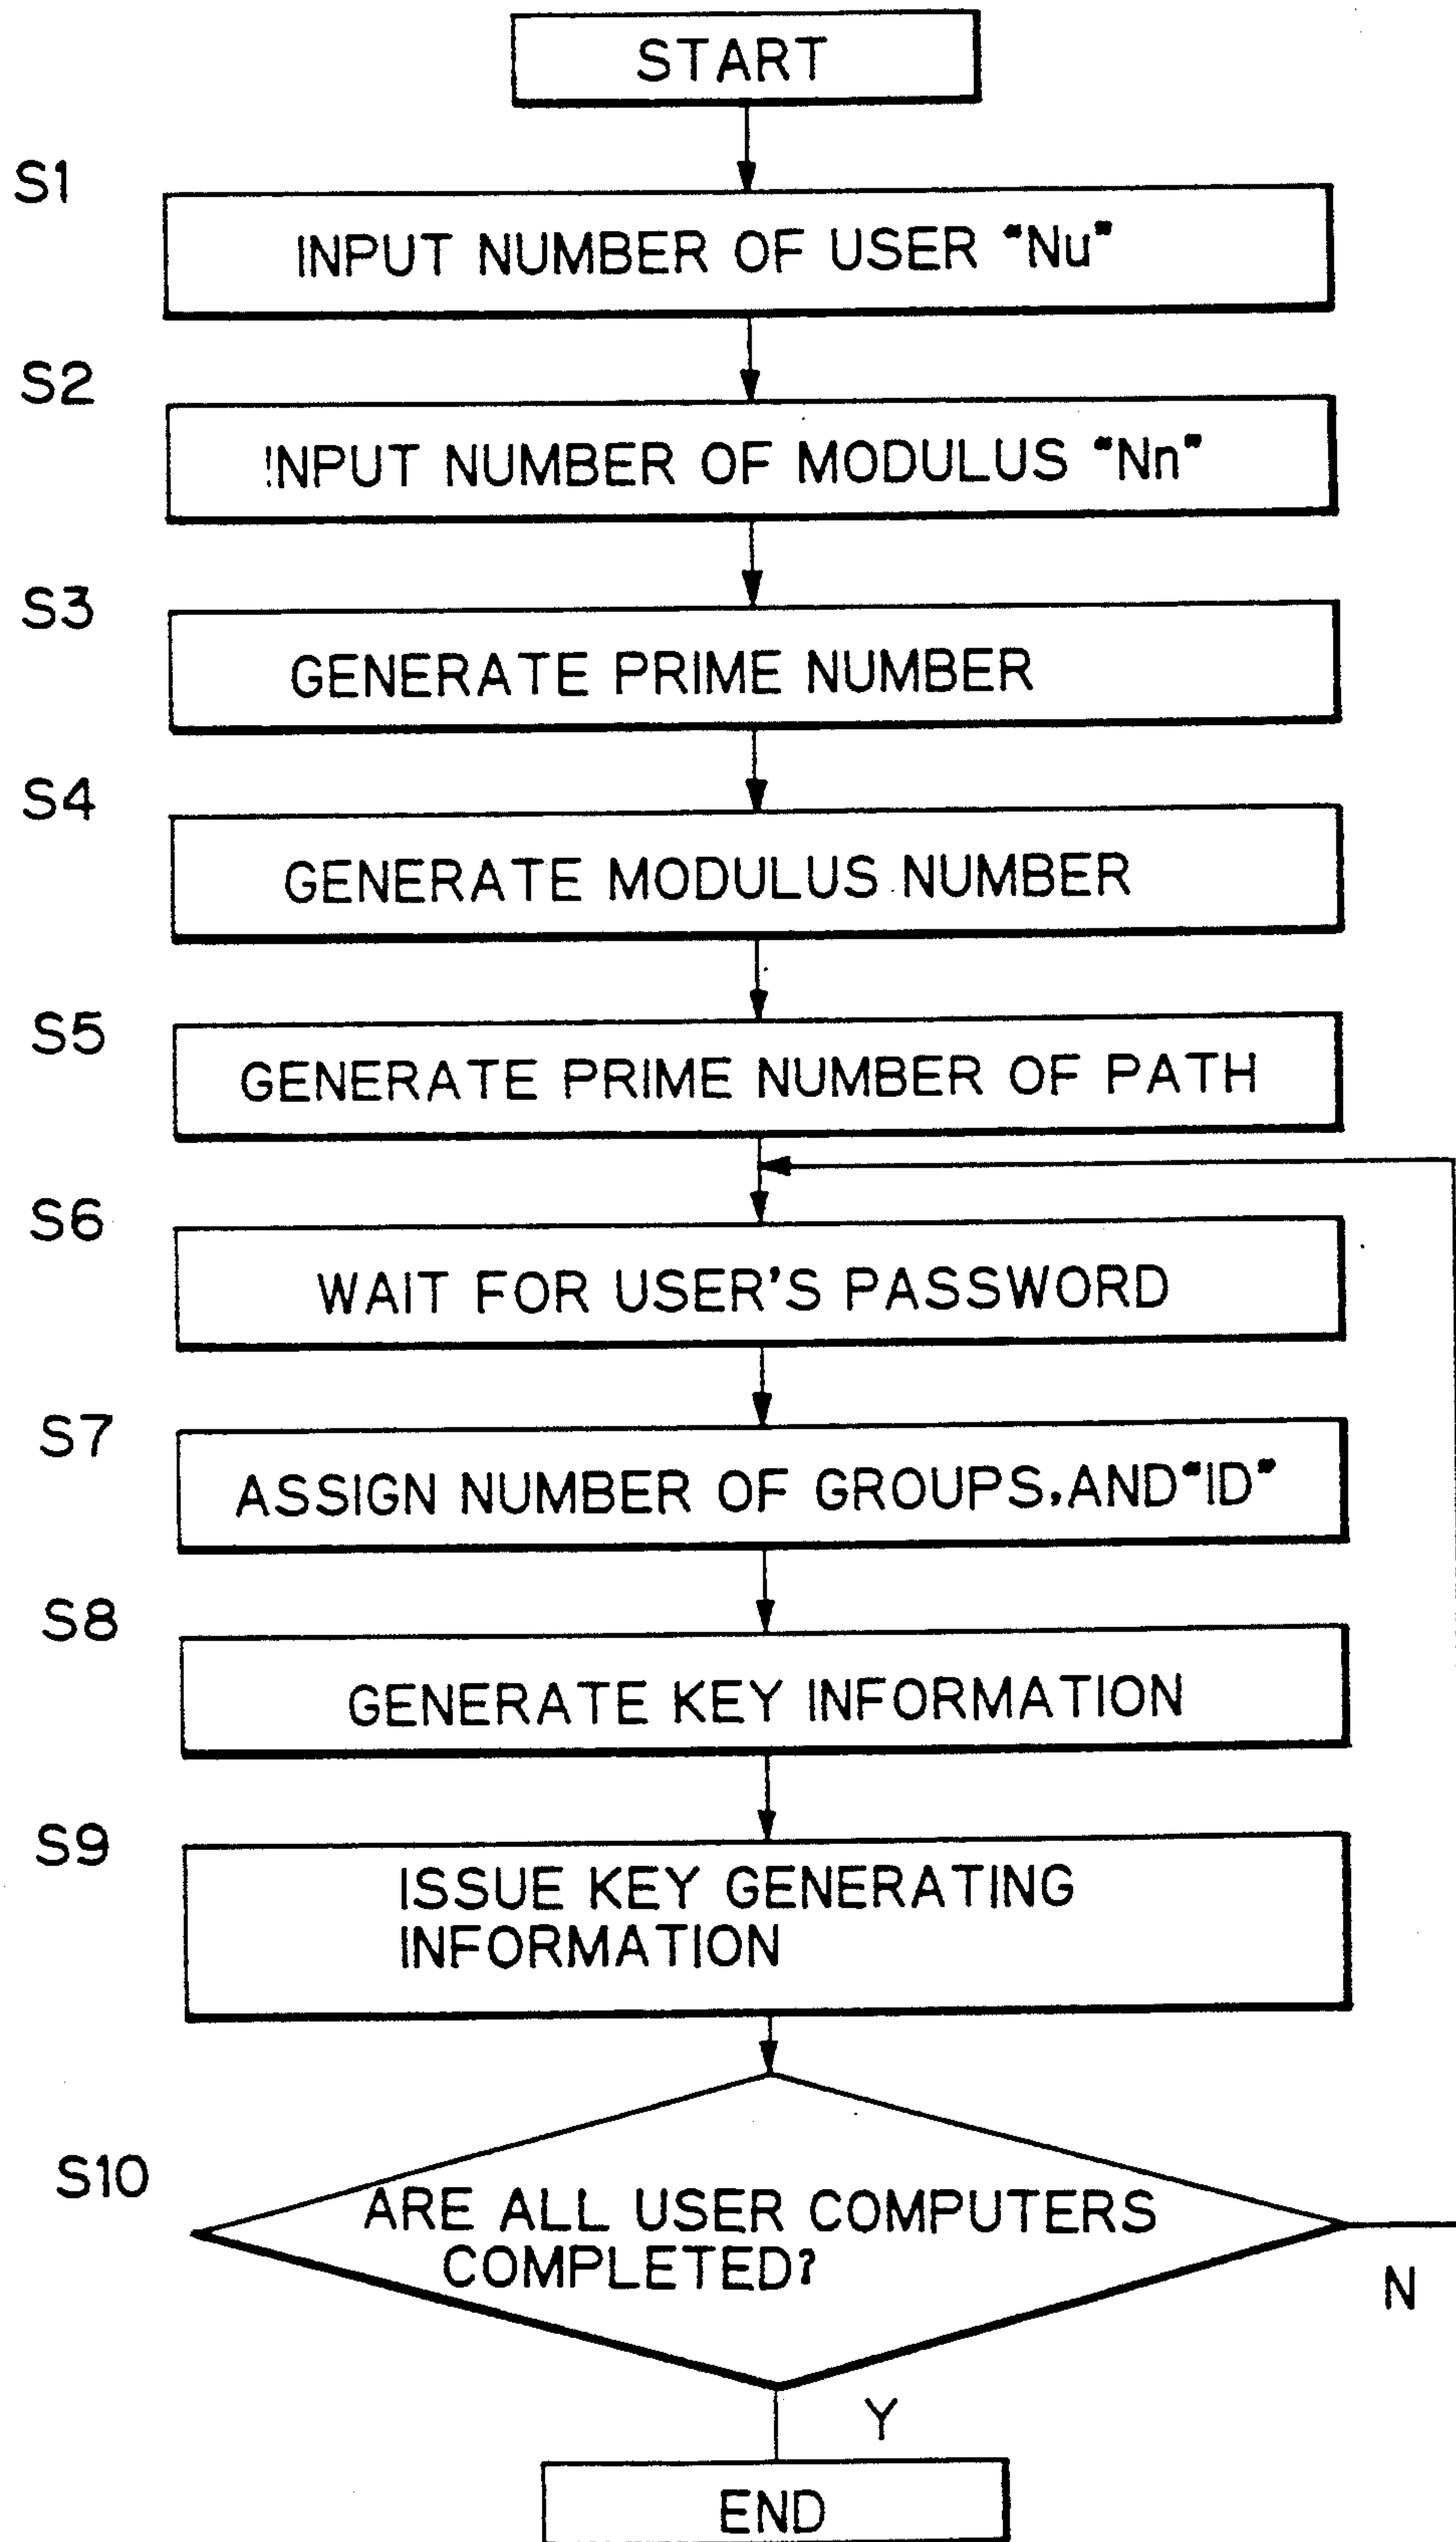 START
S1
INPUT NUMBER OF USER "Nu"
S2
INPUT NUMBER OF MODULUS "Nn"
S3
GENERATE PRIME NUMBER
S4
GENERATE MODULUS NUMBER
S5
GENERATE PRIME NUMBER OF PATH
S6
WAIT FOR USER'S PASSWORD
S7
ASSIGN NUMBER OF GROUPS, AND "ID"
S8
GENERATE KEY INFORMATION
S9
ISSUE KEY GENERATING
INFORMATION
S10
ARE ALL USER COMPUTERS
COMPLETED?
N
Y
END